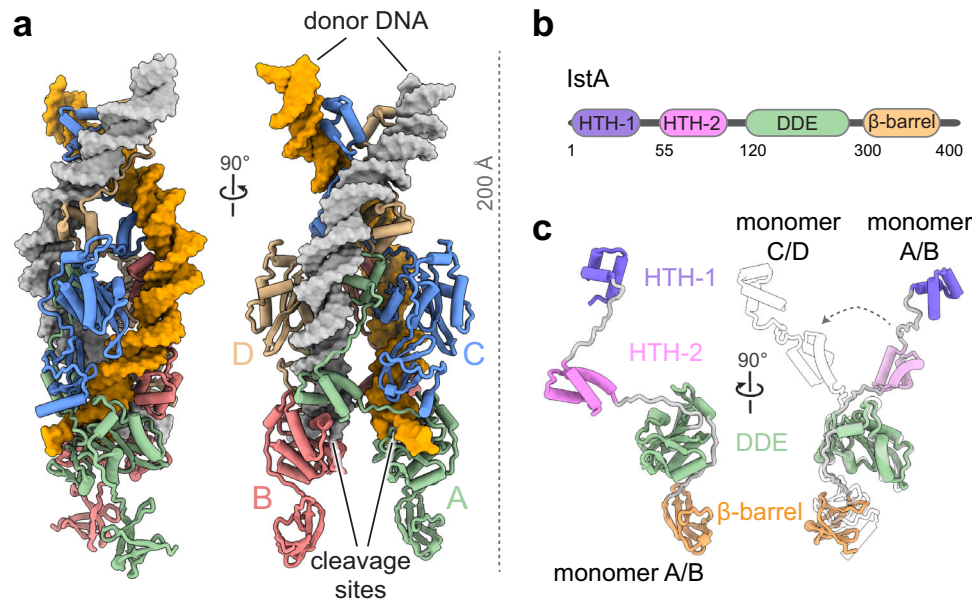 a
donor DNA
90°
200 Å
D
C
B
A
cleavage
sites
b
IstA
HTH-1 HTH-2 DDE β-barrel
1 55 120 300 400
c
monomer
C/D
monomer
A/B
HTH-1
HTH-2
90°
DDE
β-barrel
monomer A/B